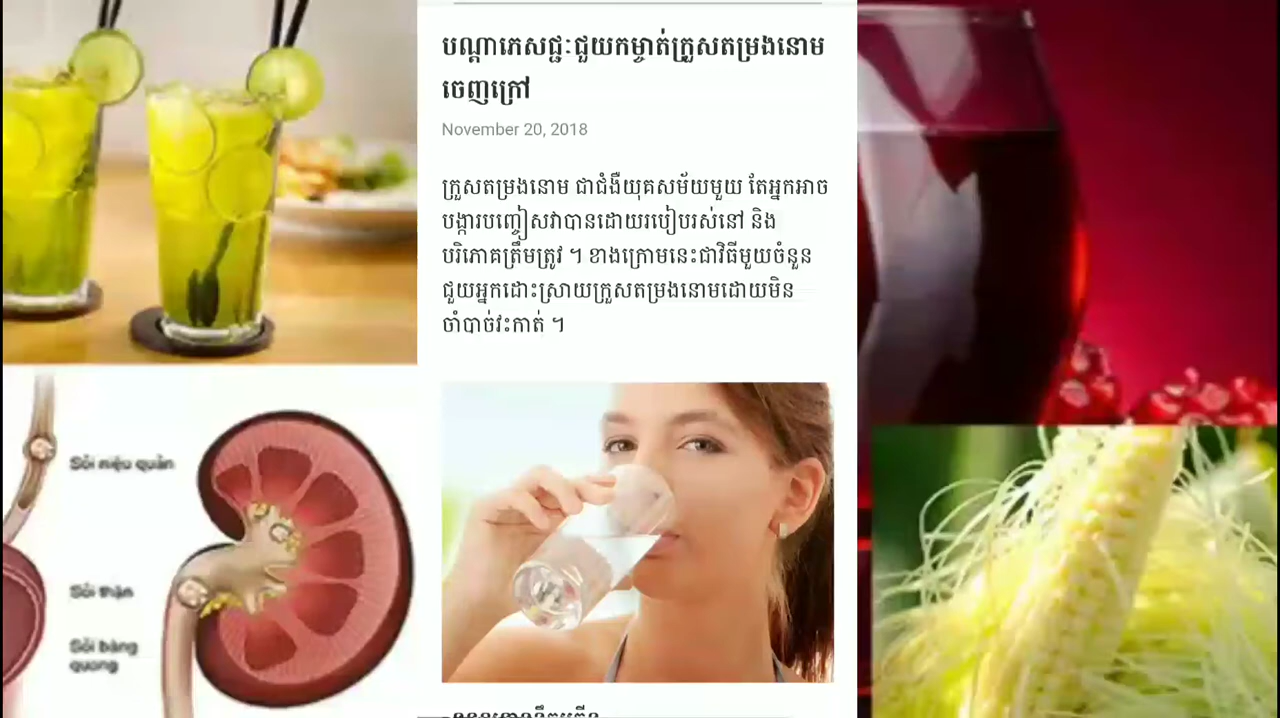 បណ្ដាភេសជ្ជៈជួយកម្ចាត់គ្រួសតម្រងនោម
ចេញក្រៅ
November 20, 2018
គ្រួសតម្រងនោម ជាជំងឺយុគសម័យមួយ តែអ្នកអាច
បង្ការបញ្ចៀសវាបានដោយរបៀបរស់នៅ និង
បរិភោគត្រឹមត្រូវ ។ ខាងក្រោមនេះជាវិធីមួយចំនួន
ជួយអ្នកដោះស្រាយគ្រួសតម្រងនោមដោយមិន
ចាំបាច់វះកាត់ ។
Sỏi niệu quản
Sỏi thận
Sỏi bàng
quang